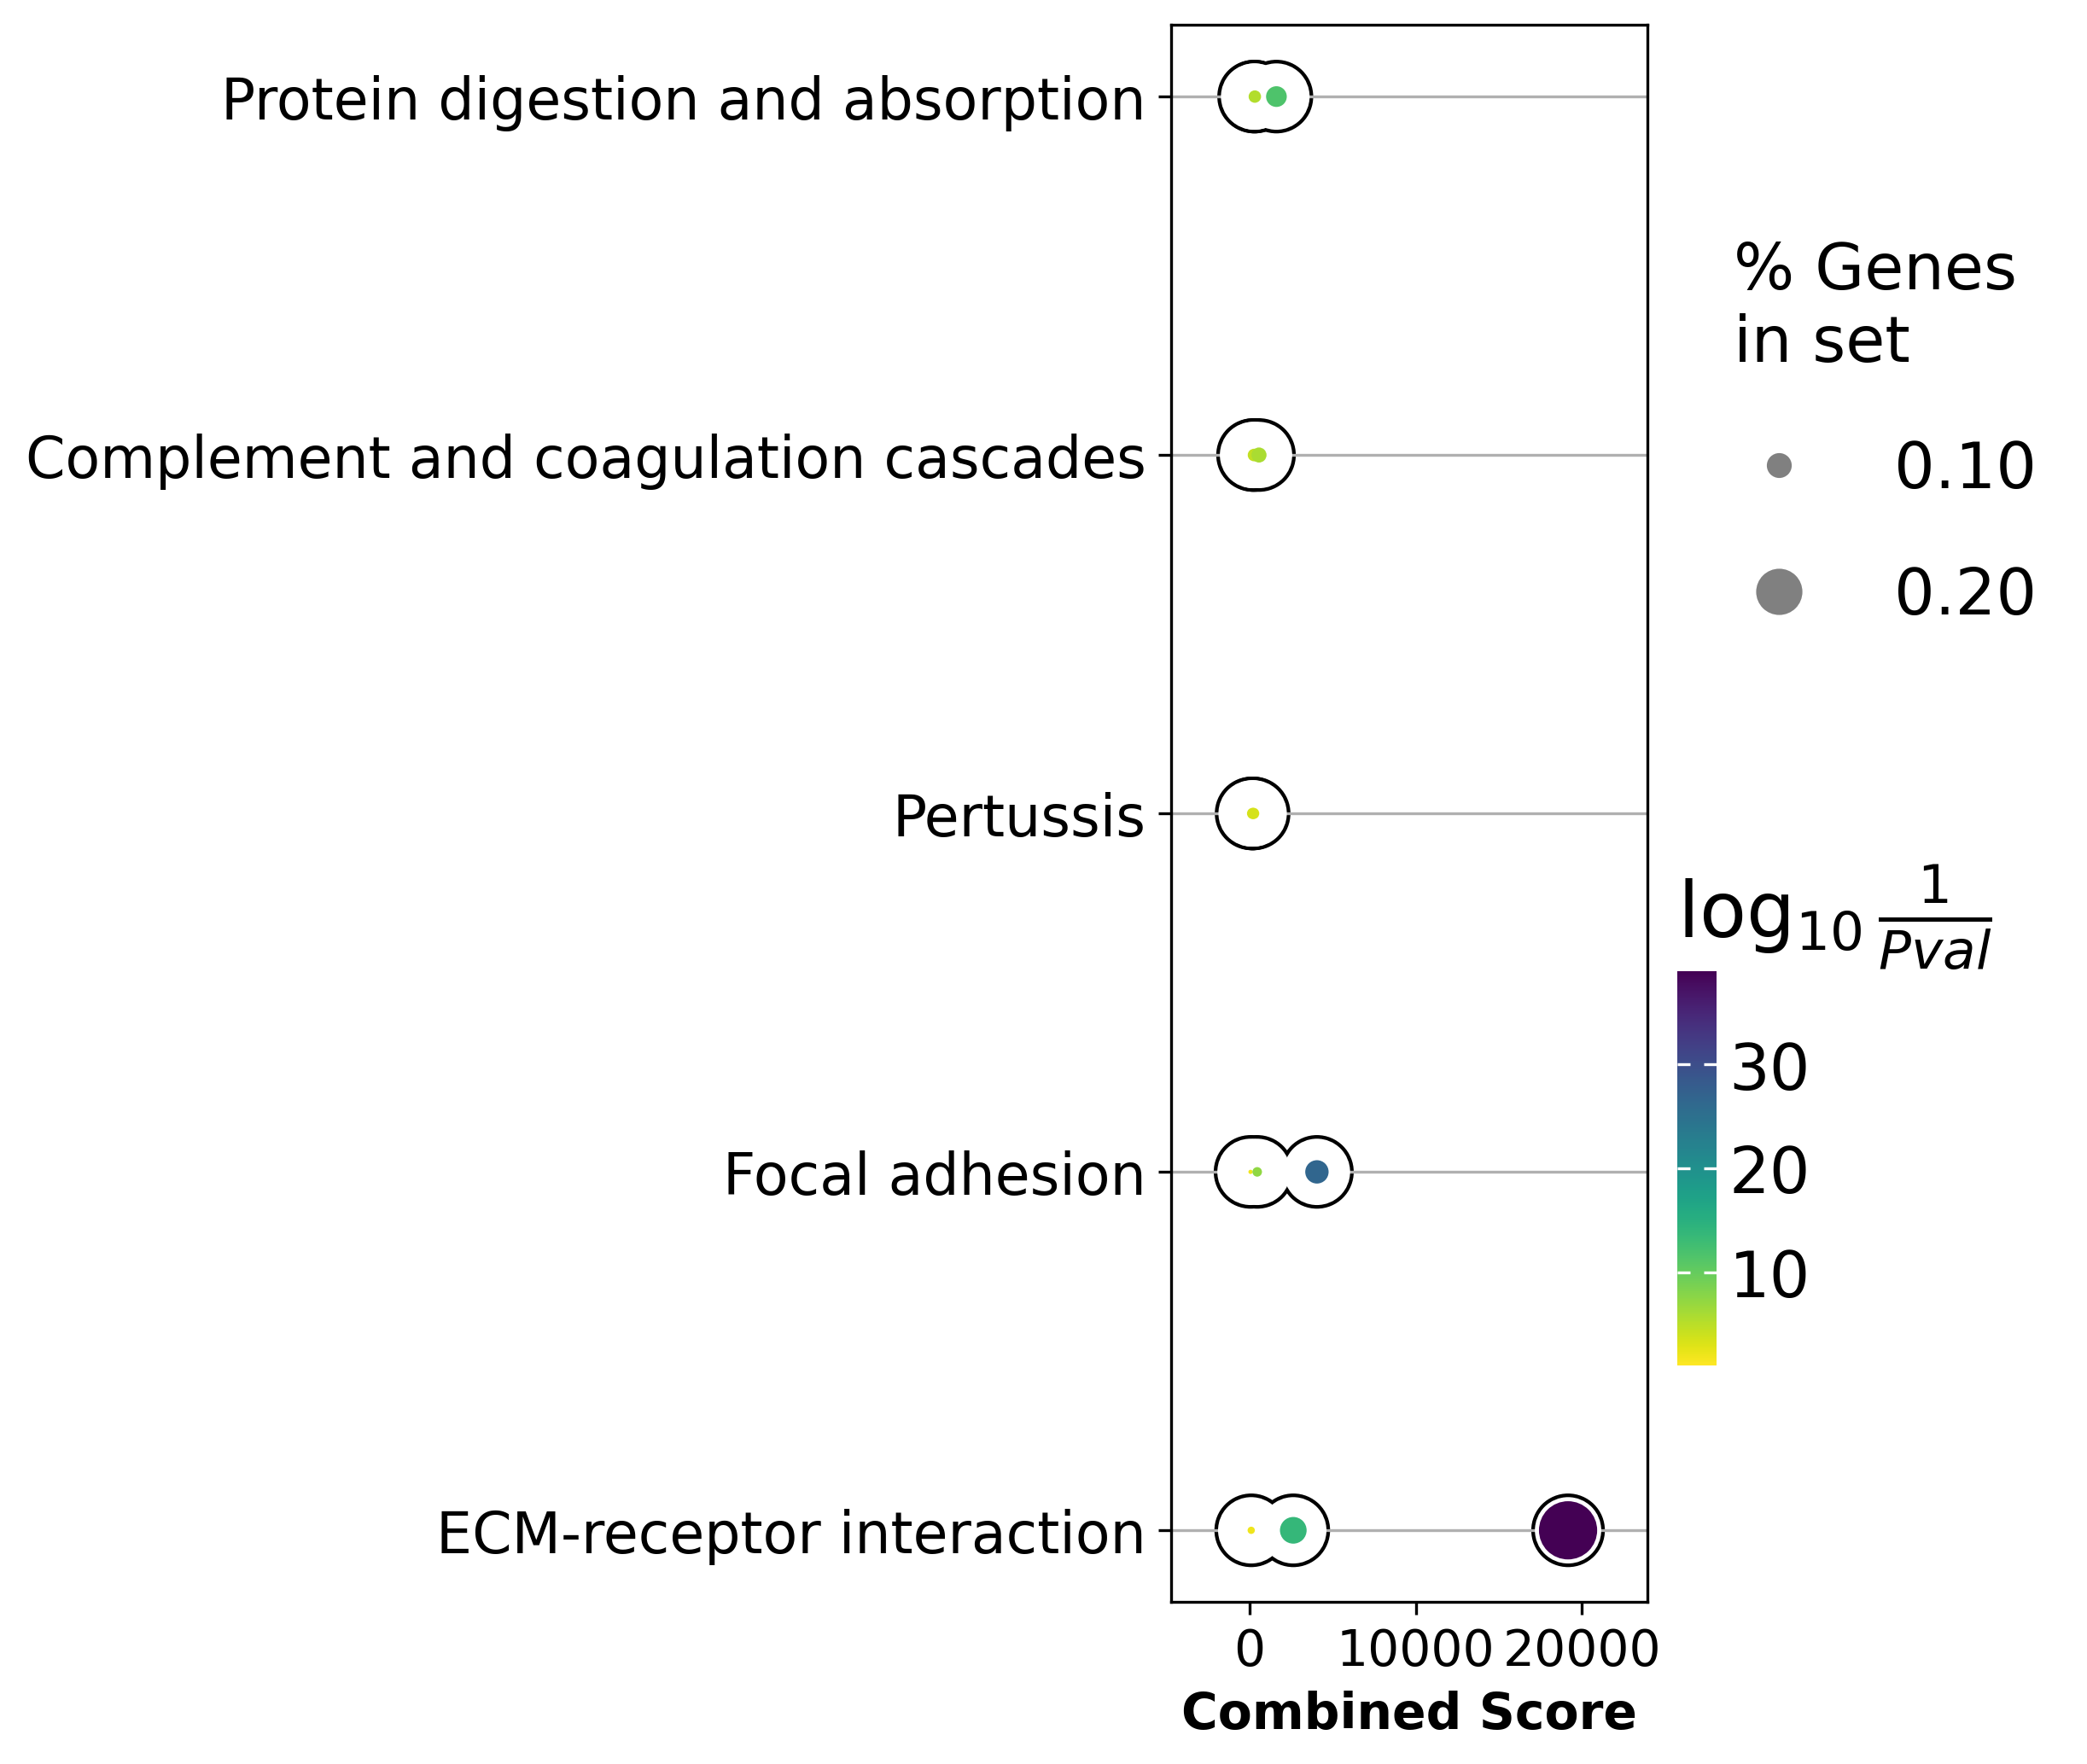 Protein digestion and absorption
Complement and coagulation cascades
Pertussis
Focal adhesion
ECM-receptor interaction
0 10000 20000
Combined Score
% Genes
in set
0.10
0.20
log10 1/Pval
30
20
10